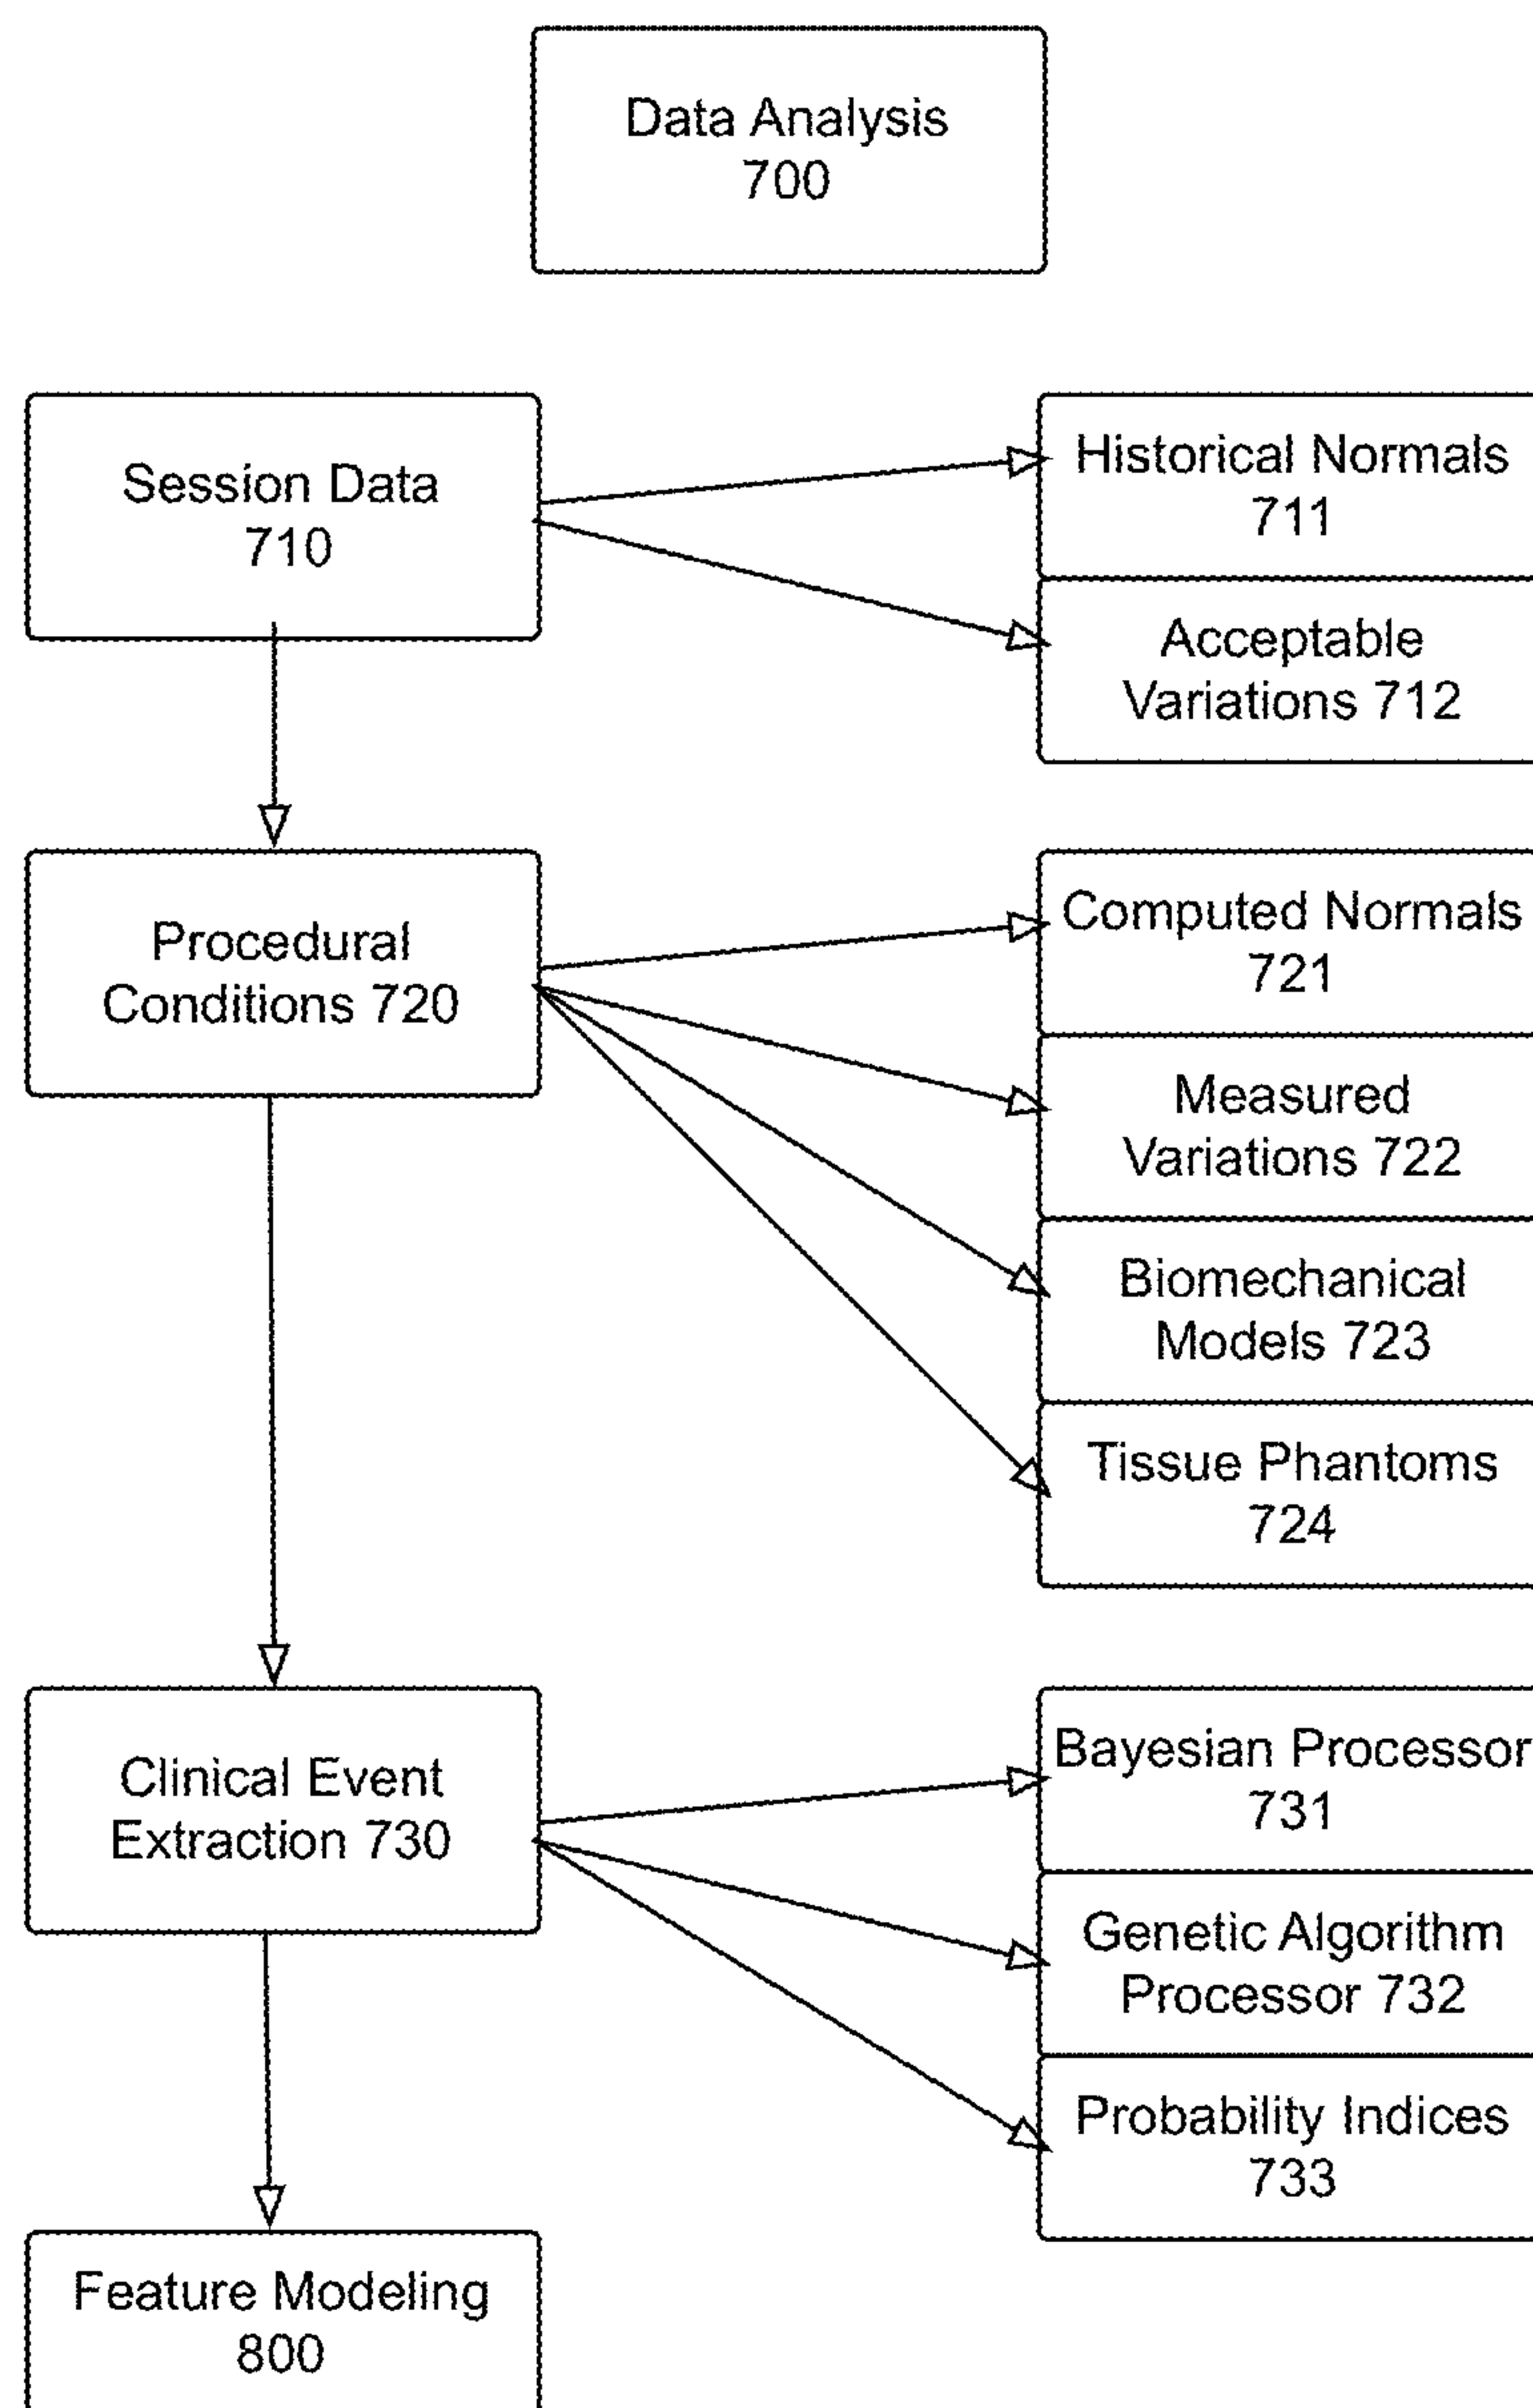 Data Analysis
700
Session Data
710
Historical Normals
711
Acceptable
Variations 712
Procedural
Conditions 720
Computed Normals
721
Measured
Variations 722
Biomechanical
Models 723
Tissue Phantoms
724
Clinical Event
Extraction 730
Bayesian Processor
731
Genetic Algorithm
Processor 732
Probability Indices
733
Feature Modeling
800